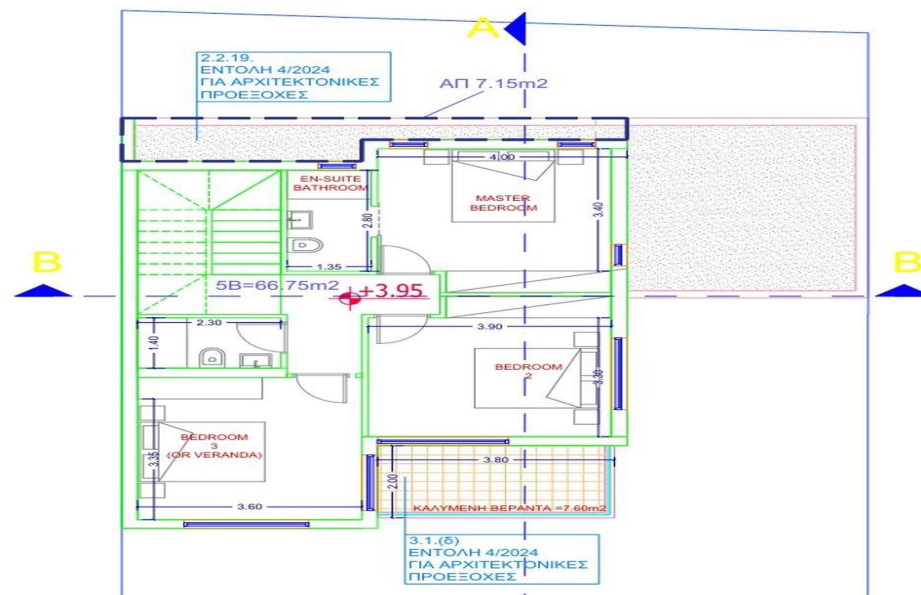 A
2.2.19.
ΕΝΤΟΛΗ 4/2024
ΓΙΑ ΑΡΧΙΤΕΚΤΟΝΙΚΕΣ
ΠΡΟΕΞΟΧΕΣ
ΑΠ 7.15m2
4.00
EN-SUITE
BATHROOM
MASTER
BEDROOM
2.80
3.40
1.35
B
B
5B=66.75m2
+3.95
2.30
1.40
3.90
BEDROOM
2
3.30
BEDROOM
3
(OR VERANDA)
3.35
3.60
3.80
2.00
ΚΑΛΥΜΕΝΗ ΒΕΡΑΝΤΑ =7.60m2
3.1.(δ)
ΕΝΤΟΛΗ 4/2024
ΓΙΑ ΑΡΧΙΤΕΚΤΟΝΙΚΕΣ
ΠΡΟΕΞΟΧΕΣ